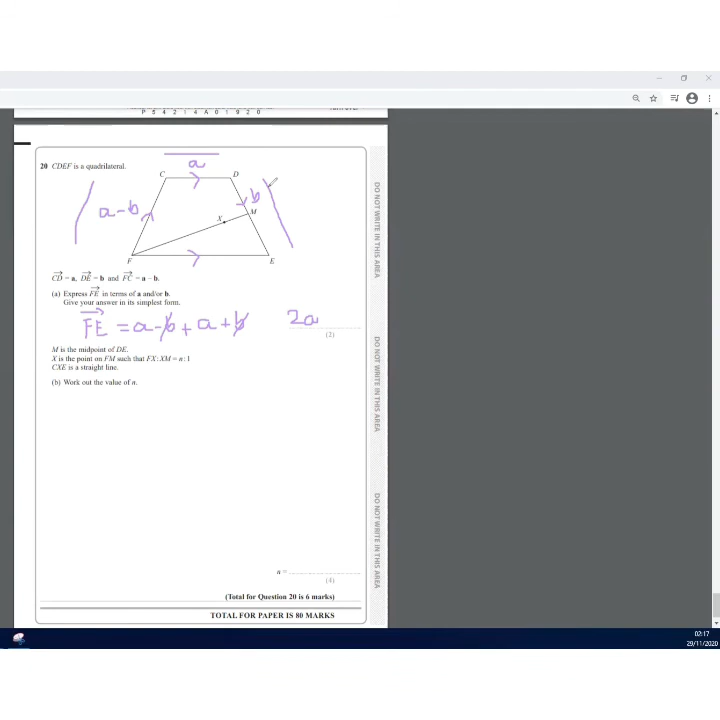 P 5 4 2 1 4 A 0 1 9 2 0
20 CDEF is a quadrilateral.
a
C
D
a – b
b
M
X
F
E
CD = a, DE = b and FC = a – b.
(a) Express FE in terms of a and/or b.
Give your answer in its simplest form.
FE = a - b + a + b
2a
(2)
M is the midpoint of DE.
X is the point on FM such that FX : XM = n : 1
CXE is a straight line.
(b) Work out the value of n.
n =
(4)
(Total for Question 20 is 6 marks)
TOTAL FOR PAPER IS 80 MARKS
DO NOT WRITE IN THIS AREA
DO NOT WRITE IN THIS AREA
DO NOT WRITE IN THIS AREA
02:17
29/11/2020